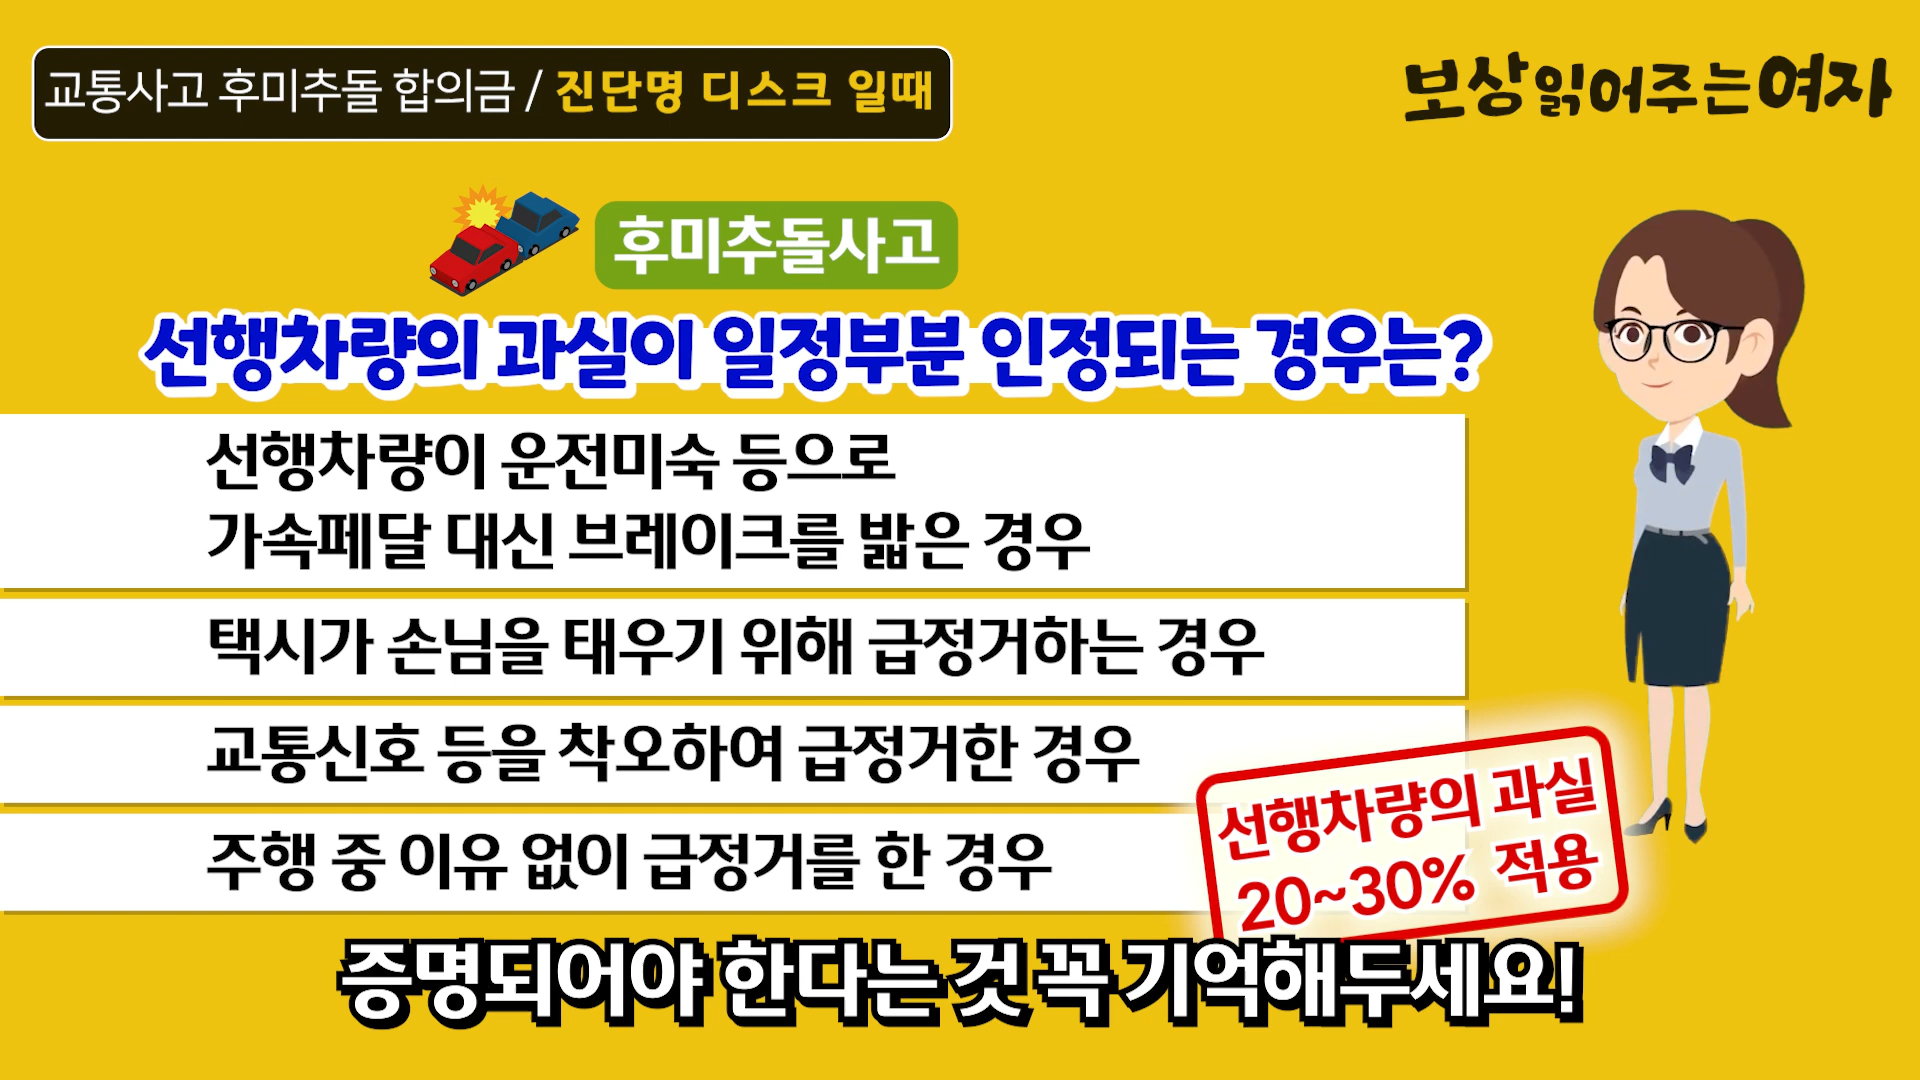 교통사고 후미추돌 합의금 / 진단명 디스크 일때
보상읽어주는여자
후미추돌사고
선행차량의 과실이 일정부분 인정되는 경우는?
선행차량이 운전미숙 등으로
가속페달 대신 브레이크를 밟은 경우
택시가 손님을 태우기 위해 급정거하는 경우
교통신호 등을 착오하여 급정거한 경우
주행 중 이유 없이 급정거를 한 경우
선행차량의 과실
20~30% 적용
증명되어야 한다는 것 꼭 기억해두세요!